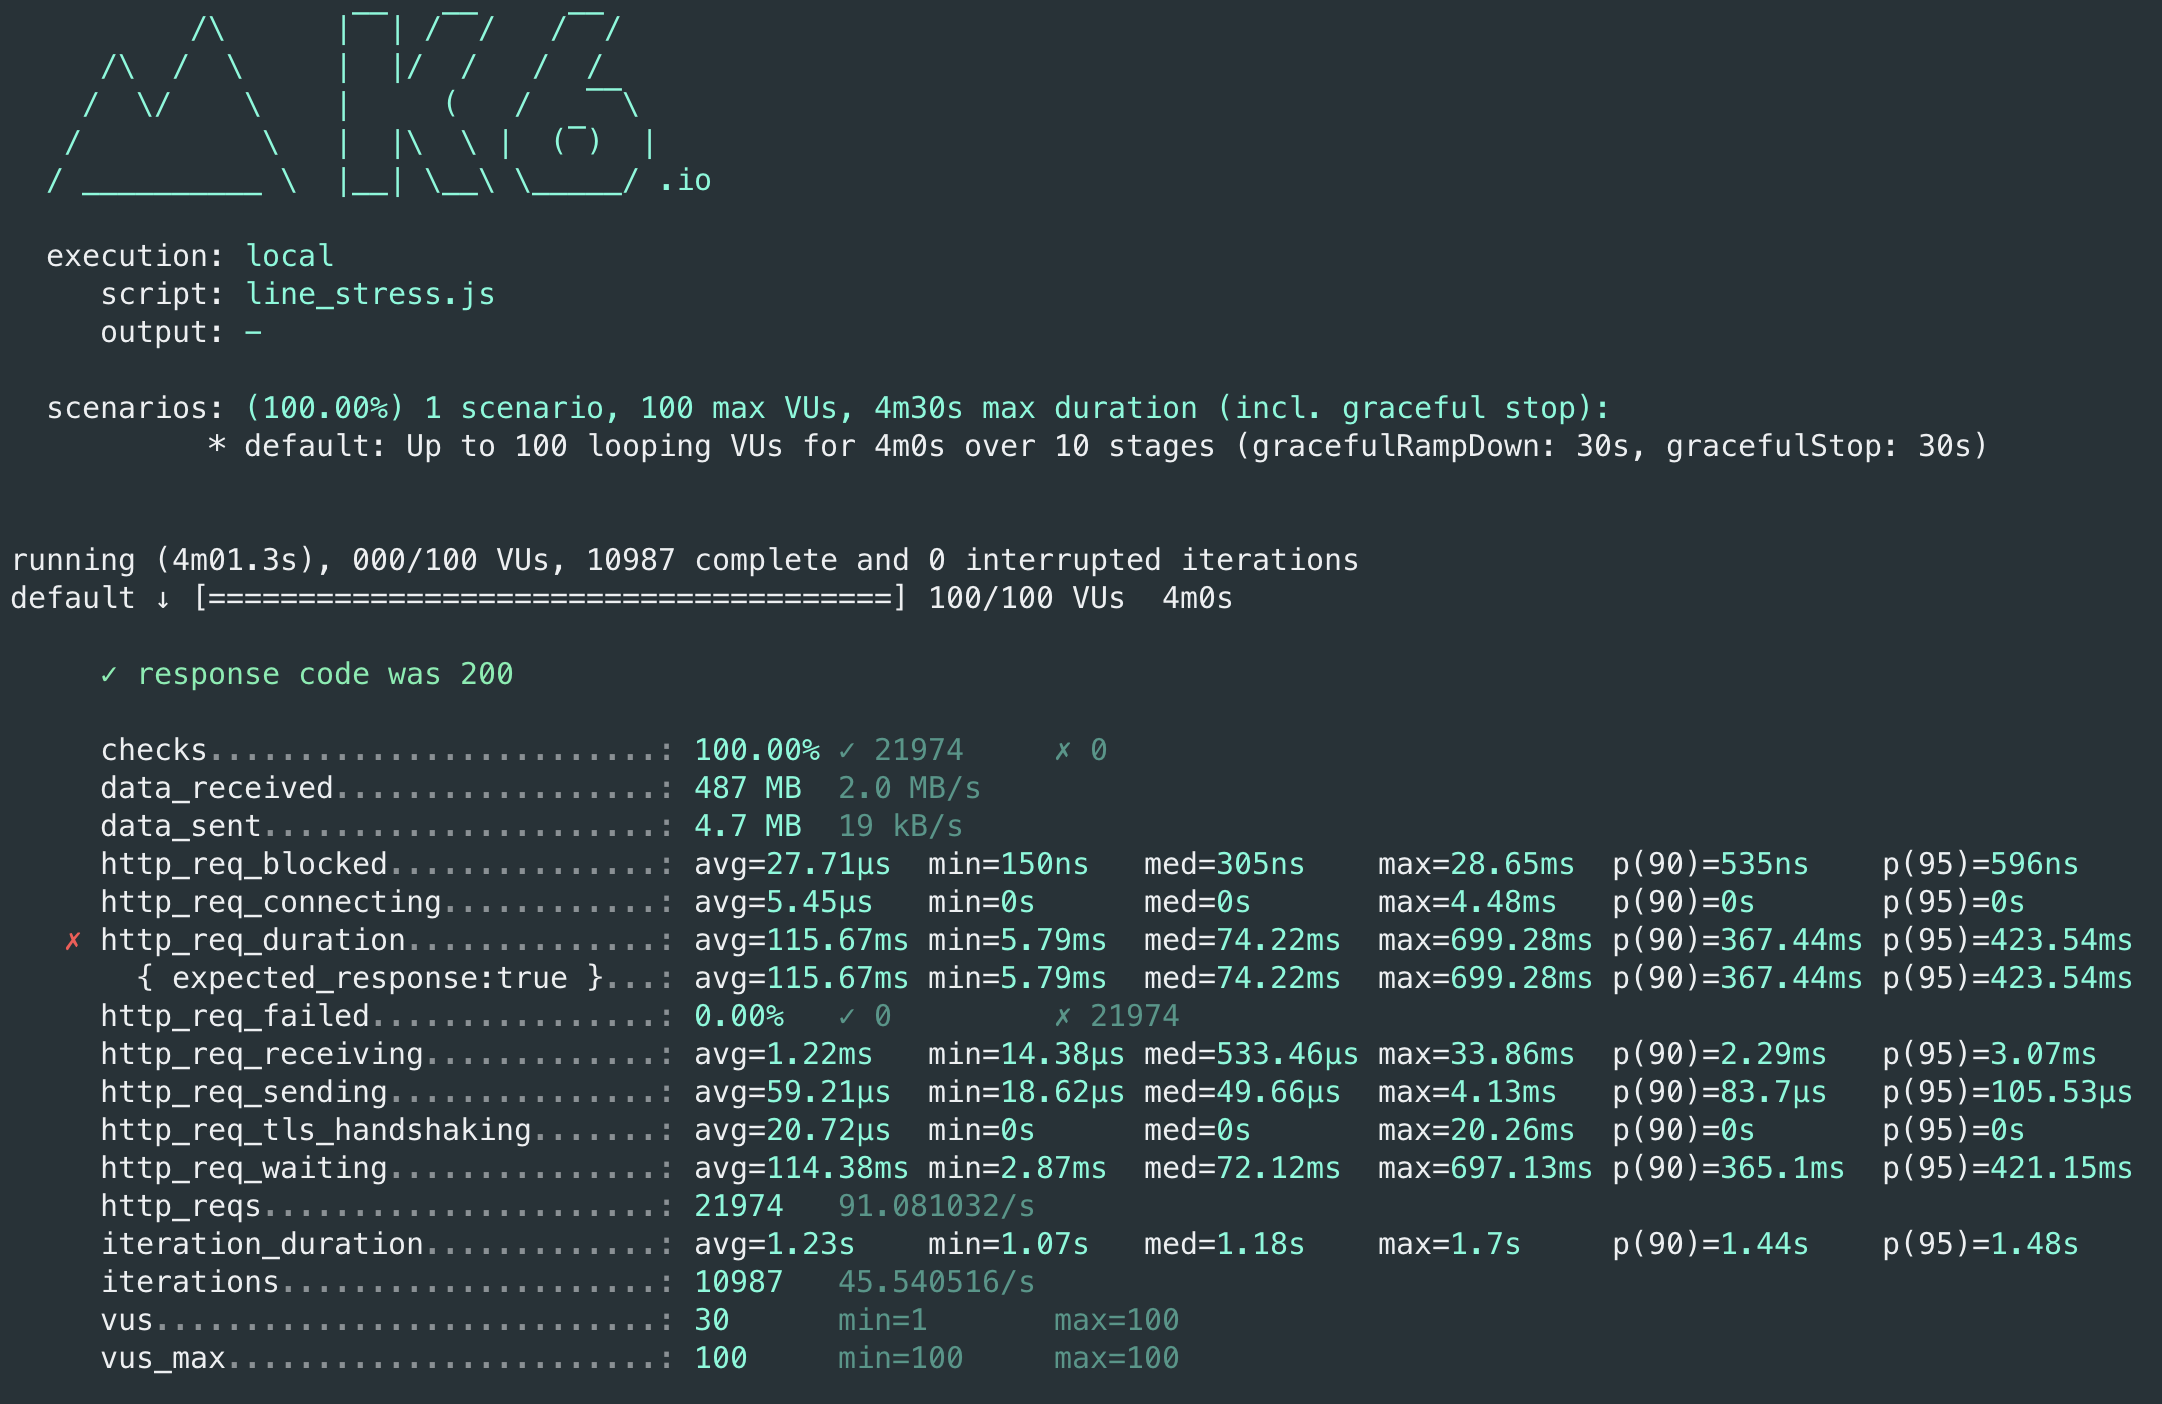 /\      |‾‾| /‾‾/   /‾‾/
     /\  /  \     |  |/  /   /  /
    /  \/    \    |     (   /   ‾‾\
   /          \   |  |\  \ |  (‾)  |
  / __________ \  |__| \__\ \_____/ .io
execution: local
script: line_stress.js
output: –
scenarios: (100.00%) 1 scenario, 100 max VUs, 4m30s max duration (incl. graceful stop):
* default: Up to 100 looping VUs for 4m0s over 10 stages (gracefulRampDown: 30s, gracefulStop: 30s)
running (4m01.3s), 000/100 VUs, 10987 complete and 0 interrupted iterations
default ↓ [======================================] 100/100 VUs  4m0s
✓ response code was 200
checks.........................: 100.00% ✓ 21974     ✗ 0
data_received..................: 487 MB  2.0 MB/s
data_sent......................: 4.7 MB  19 kB/s
http_req_blocked...............: avg=27.71µs  min=150ns   med=305ns    max=28.65ms  p(90)=535ns    p(95)=596ns
http_req_connecting............: avg=5.45µs   min=0s      med=0s       max=4.48ms   p(90)=0s       p(95)=0s
✗ http_req_duration..............: avg=115.67ms min=5.79ms  med=74.22ms  max=699.28ms p(90)=367.44ms p(95)=423.54ms
{ expected_response:true }...: avg=115.67ms min=5.79ms  med=74.22ms  max=699.28ms p(90)=367.44ms p(95)=423.54ms
http_req_failed................: 0.00%   ✓ 0         ✗ 21974
http_req_receiving.............: avg=1.22ms   min=14.38µs med=533.46µs max=33.86ms  p(90)=2.29ms   p(95)=3.07ms
http_req_sending...............: avg=59.21µs  min=18.62µs med=49.66µs  max=4.13ms   p(90)=83.7µs   p(95)=105.53µs
http_req_tls_handshaking.......: avg=20.72µs  min=0s      med=0s       max=20.26ms  p(90)=0s       p(95)=0s
http_req_waiting...............: avg=114.38ms min=2.87ms  med=72.12ms  max=697.13ms p(90)=365.1ms  p(95)=421.15ms
http_reqs......................: 21974   91.081032/s
iteration_duration.............: avg=1.23s    min=1.07s   med=1.18s    max=1.7s     p(90)=1.44s    p(95)=1.48s
iterations.....................: 10987   45.540516/s
vus............................: 30      min=1       max=100
vus_max........................: 100     min=100     max=100